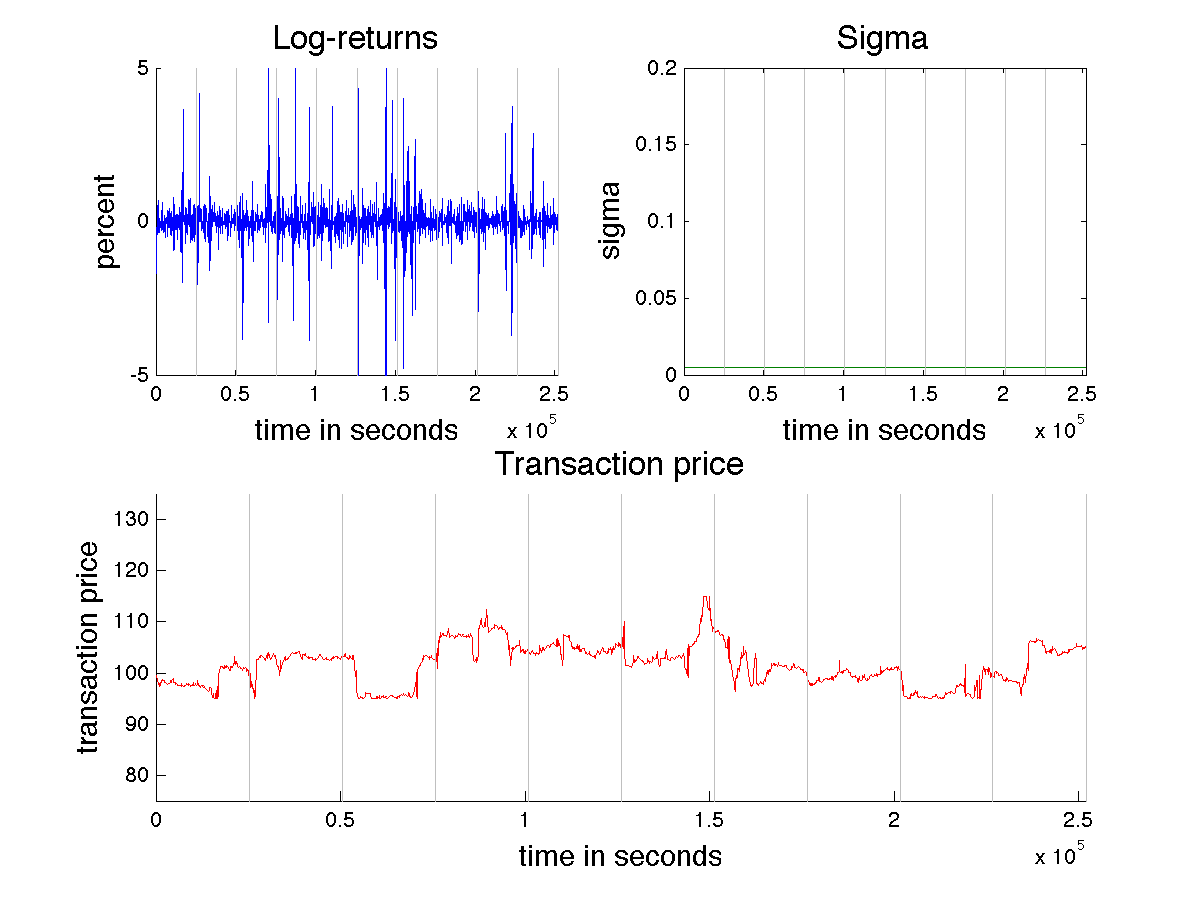 Log-returns
Sigma
5
0
-5
percent
0 0.5 1 1.5 2 2.5
x 10^5
time in seconds
0.2
0.15
0.1
0.05
0
sigma
0 0.5 1 1.5 2 2.5
x 10^5
time in seconds
Transaction price
130
120
110
100
90
80
transaction price
0 0.5 1 1.5 2 2.5
x 10^5
time in seconds